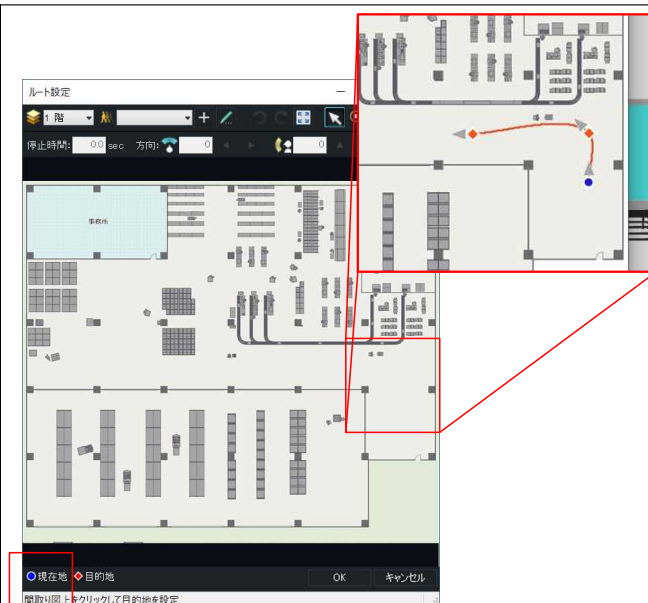 ルート設定
1 階
停止時間: 0.0 sec 方向: 0 0
事務所
現在地 目的地 OK キャンセル
間取り図上をクリックして目的地を設定